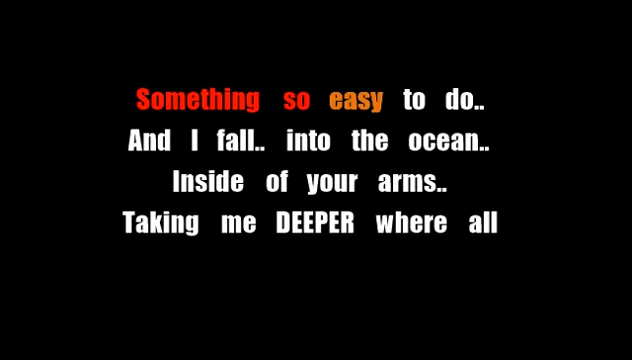 Something so easy to do..
And I fall.. into the ocean..
Inside of your arms..
Taking me DEEPER where all